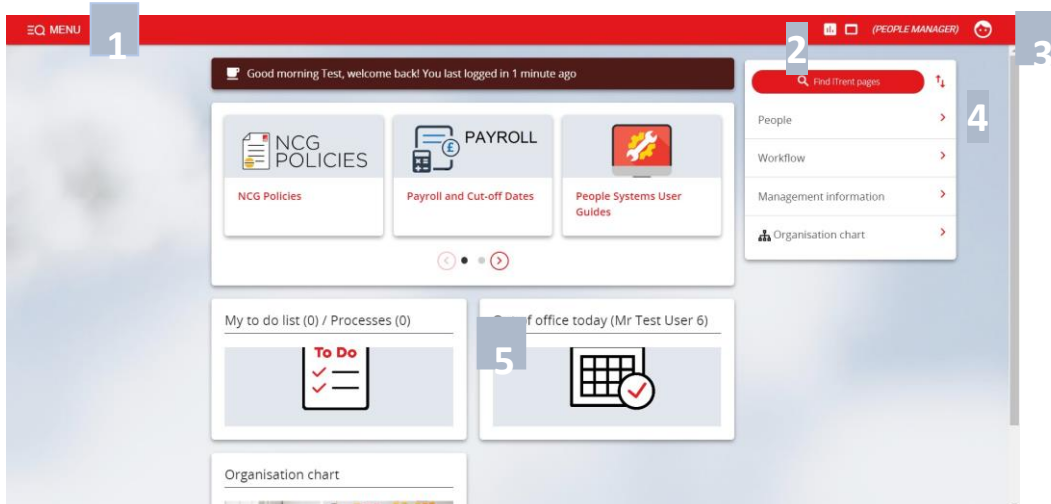 MENU
1
2
(PEOPLE MANAGER)
3
Good morning Test, welcome back! You last logged in 1 minute ago
Find iTrent pages
4
People
Workflow
Management information
Organisation chart
NCG
POLICIES
NCG Policies
PAYROLL
£
Payroll and Cut-off Dates
People Systems User
Guides
My to do list (0) / Processes (0)
To Do
5
of office today (Mr Test User 6)
Organisation chart